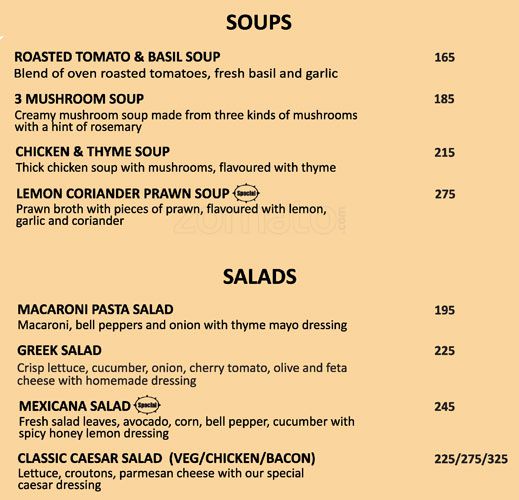 SOUPS
ROASTED TOMATO & BASIL SOUP 165
Blend of oven roasted tomatoes, fresh basil and garlic
3 MUSHROOM SOUP 185
Creamy mushroom soup made from three kinds of mushrooms
with a hint of rosemary
CHICKEN & THYME SOUP 215
Thick chicken soup with mushrooms, flavoured with thyme
LEMON CORIANDER PRAWN SOUP Special 275
Prawn broth with pieces of prawn, flavoured with lemon,
garlic and coriander
zomato.com
SALADS
MACARONI PASTA SALAD 195
Macaroni, bell peppers and onion with thyme mayo dressing
GREEK SALAD 225
Crisp lettuce, cucumber, onion, cherry tomato, olive and feta
cheese with homemade dressing
MEXICANA SALAD Special 245
Fresh salad leaves, avocado, corn, bell pepper, cucumber with
spicy honey lemon dressing
CLASSIC CAESAR SALAD (VEG/CHICKEN/BACON) 225/275/325
Lettuce, croutons, parmesan cheese with our special
caesar dressing